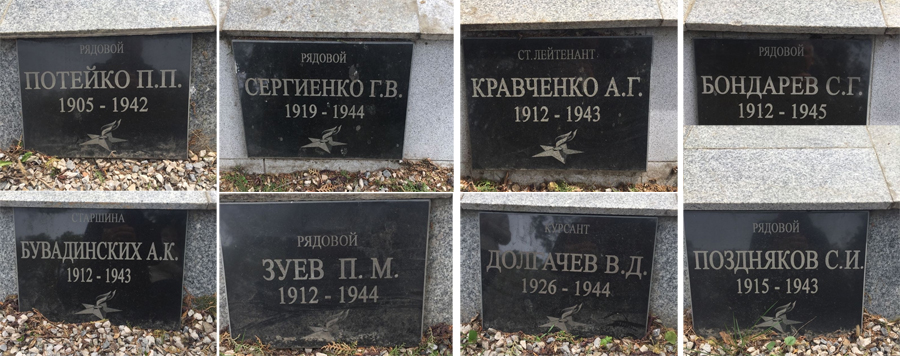 РЯДОВОЙ
ПОТЕЙКО П.П.
1905 - 1942
РЯДОВОЙ
СЕРГИЕНКО Г.В.
1919 - 1944
СТ. ЛЕЙТЕНАНТ
КРАВЧЕНКО А.Г.
1912 - 1943
РЯДОВОЙ
БОНДАРЕВ С.Г.
1912 - 1945
СТАРШИНА
БУВАДИНСКИХ А.К.
1912 - 1943
РЯДОВОЙ
ЗУЕВ П.М.
1912 - 1944
КУРСАНТ
ДОЛГАЧЕВ В.Д.
1926 - 1944
РЯДОВОЙ
ПОЗДНЯКОВ С.И.
1915 - 1943